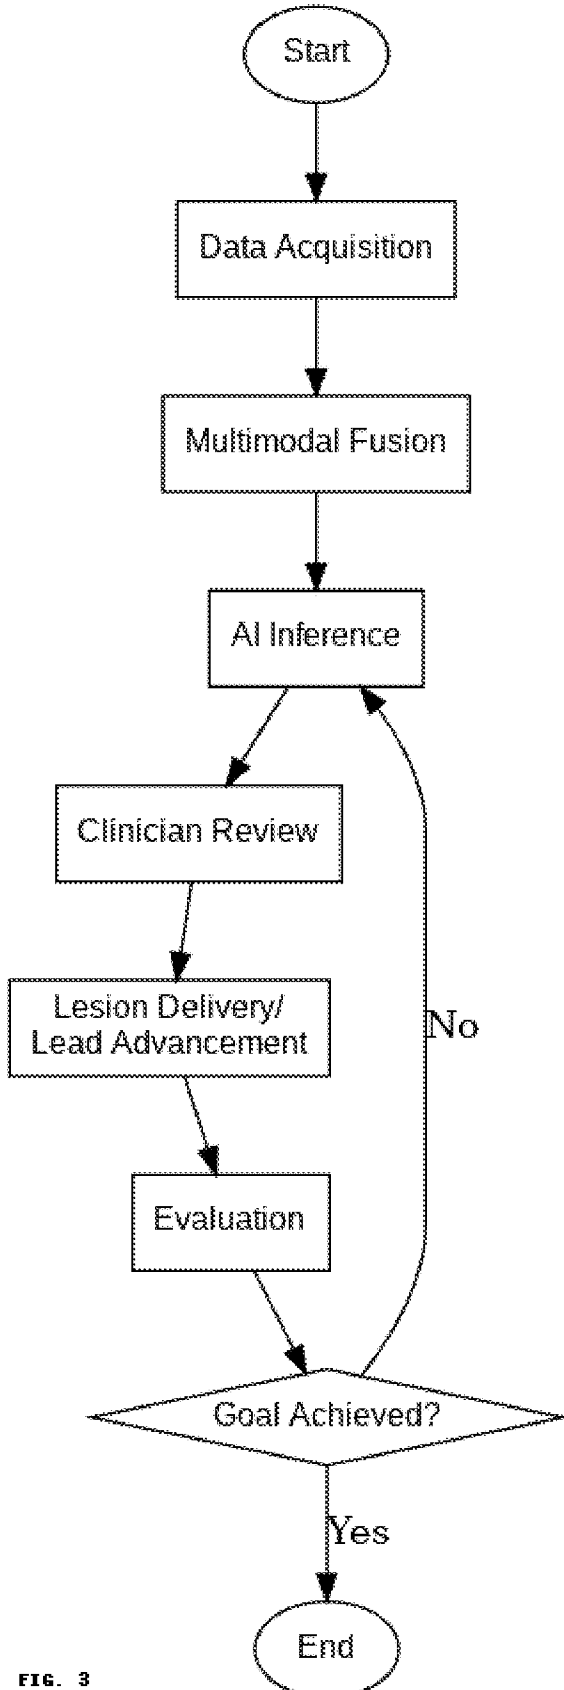 Start
Data Acquisition
Multimodal Fusion
AI Inference
Clinician Review
Lesion Delivery/
Lead Advancement
No
Evaluation
Goal Achieved?
Yes
End
FIG. 3